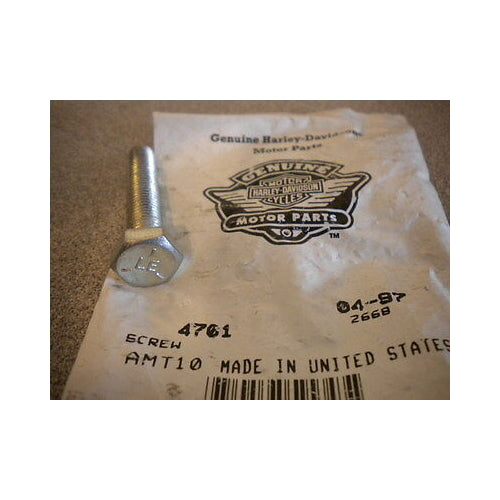 Genuine Harley-Davidson
Motor Parts
GENUINE
MOTOR
HARLEY-DAVIDSON
CYCLES
MOTOR PARTS
TM
LE
4761
04-97
2668
SCREW
AMT10 MADE IN UNITED STATES